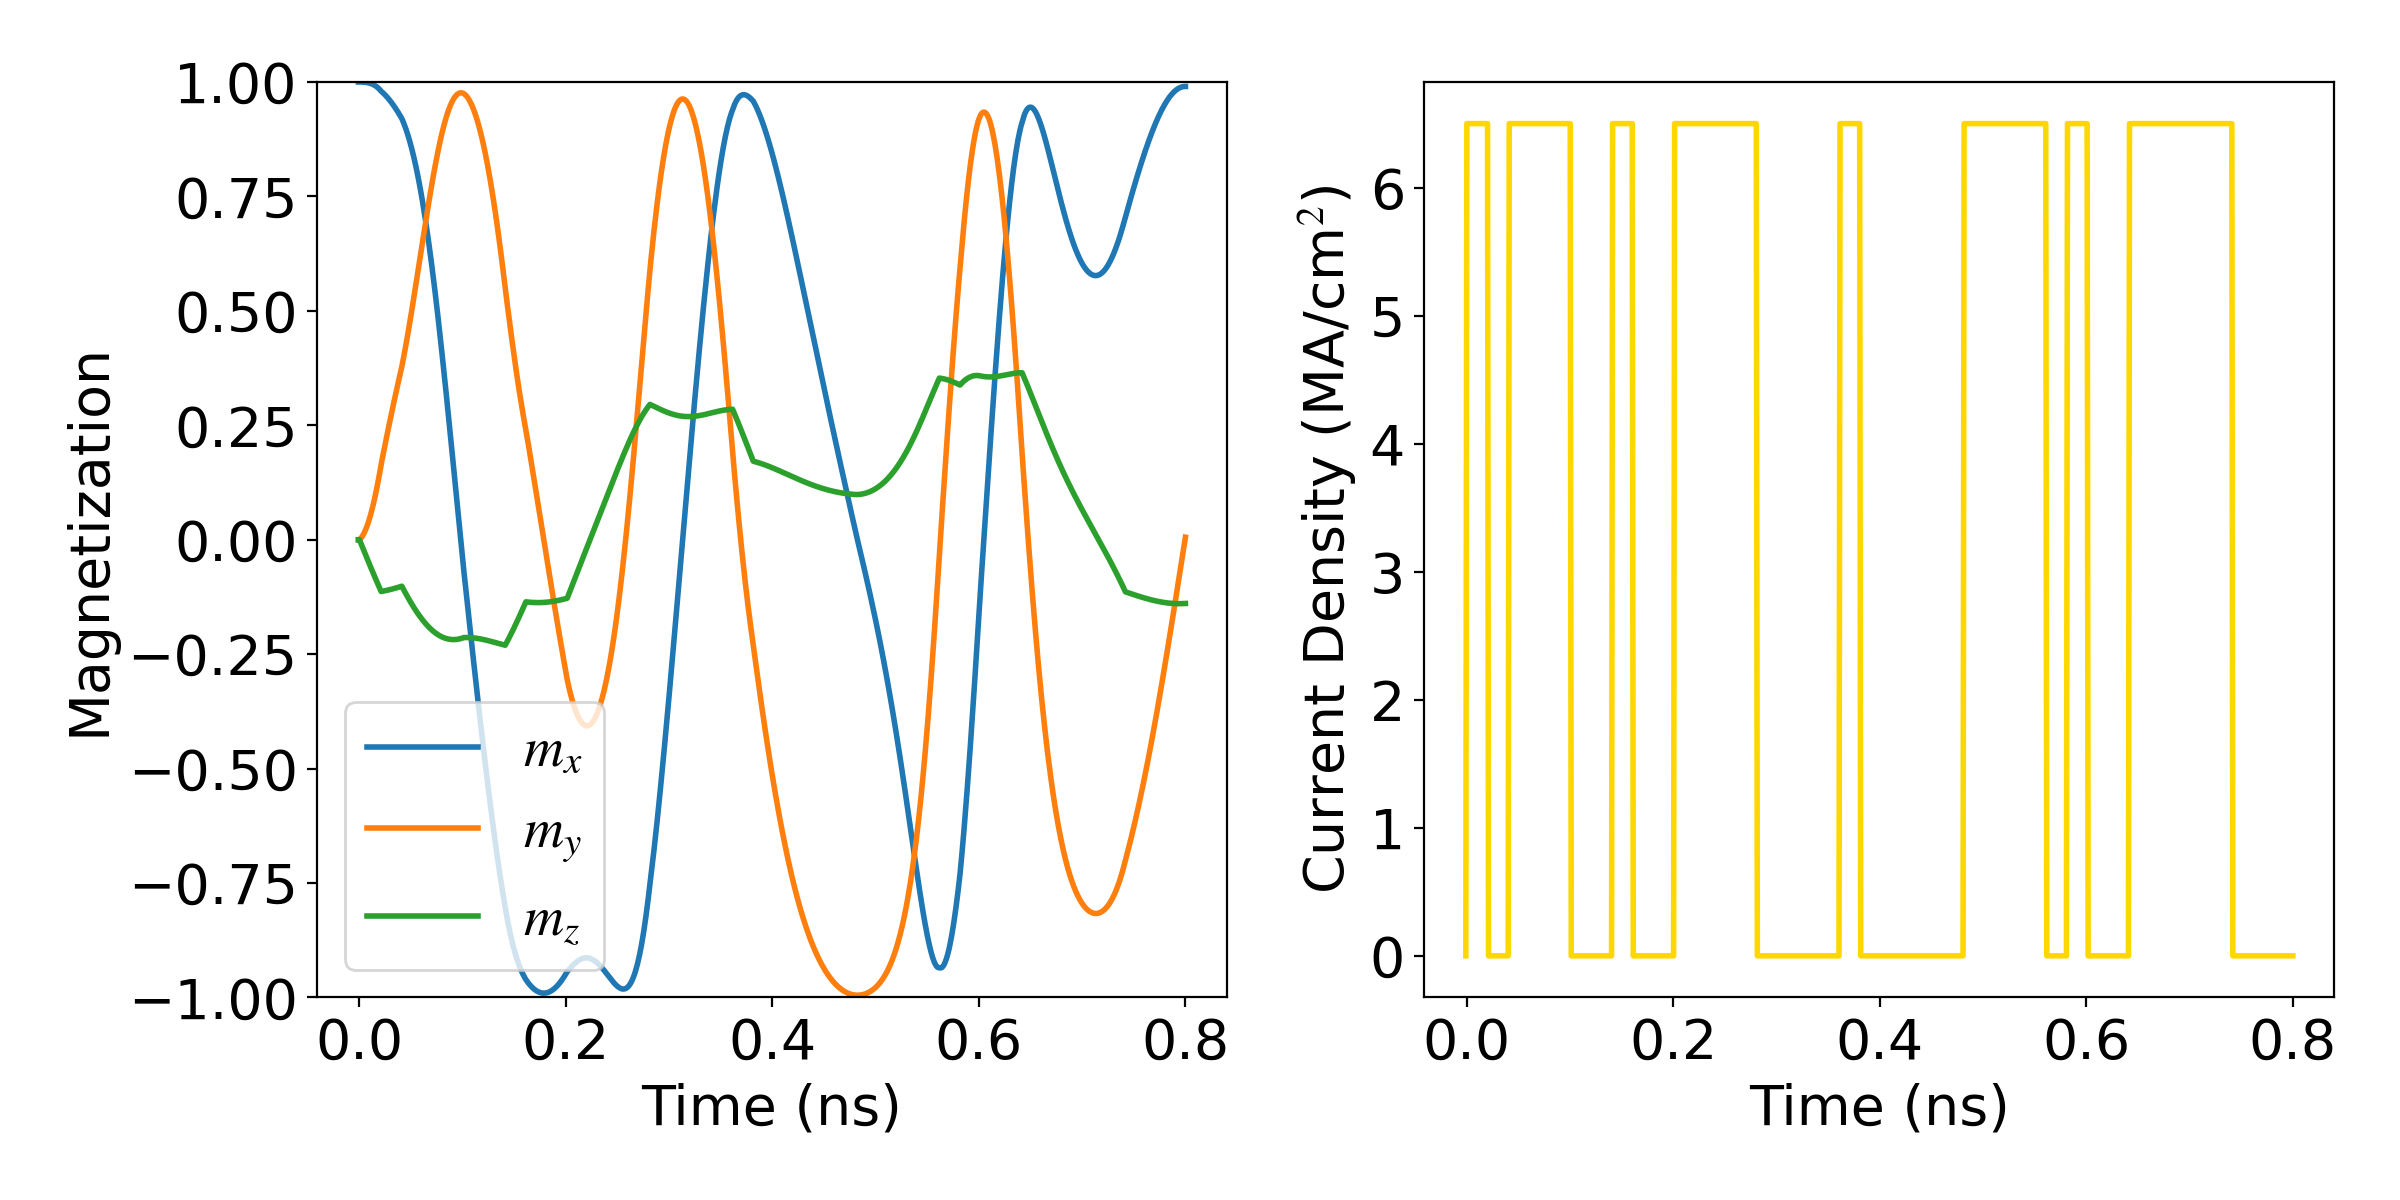 1.00
0.75
0.50
0.25
0.00
−0.25
−0.50
−0.75
−1.00
Magnetization
m_x
m_y
m_z
0.0 0.2 0.4 0.6 0.8
Time (ns)
6
5
4
3
2
1
0
Current Density (MA/cm²)
0.0 0.2 0.4 0.6 0.8
Time (ns)